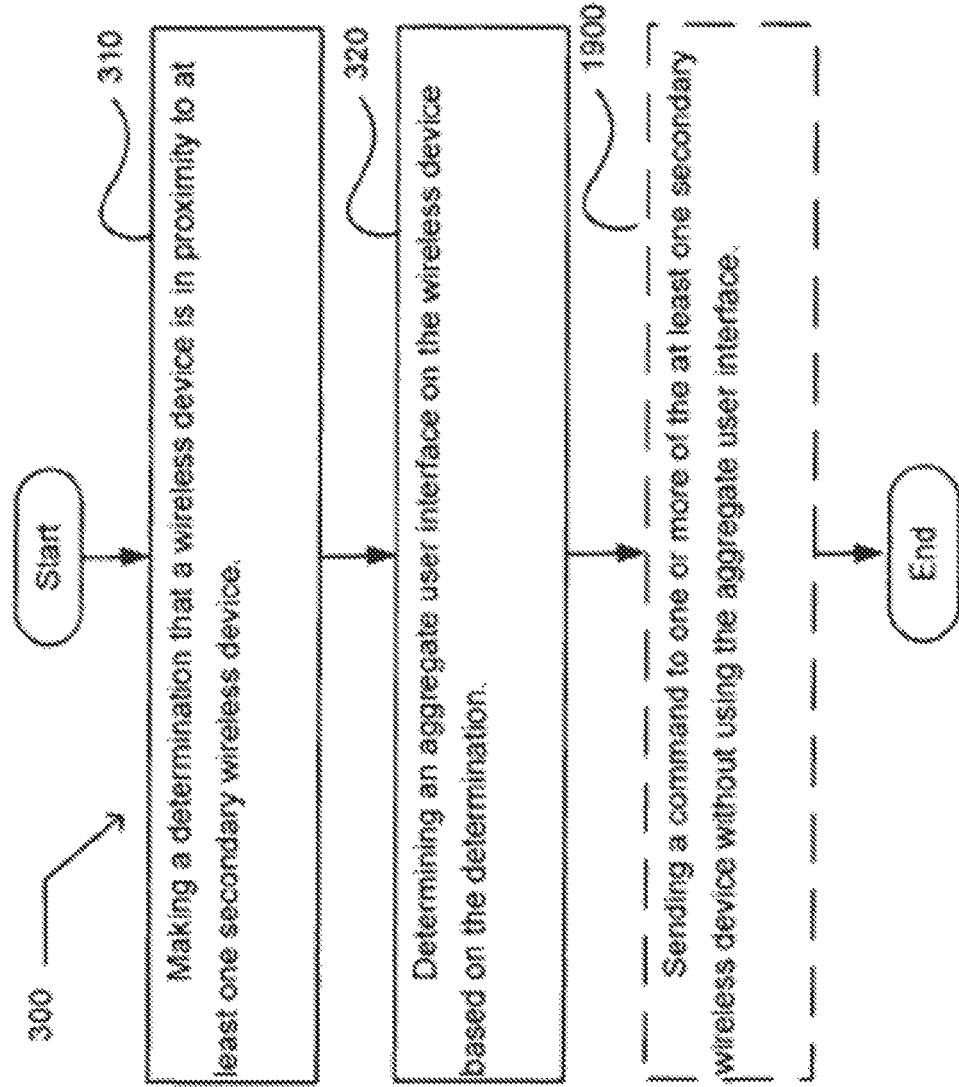 300
Start
310
Making a determination that a wireless device is in proximity to at
least one secondary wireless device.
320
Determining an aggregate user interface on the wireless device
based on the determination.
1900
Sending a command to one or more of the at least one secondary
wireless device without using the aggregate user interface.
End